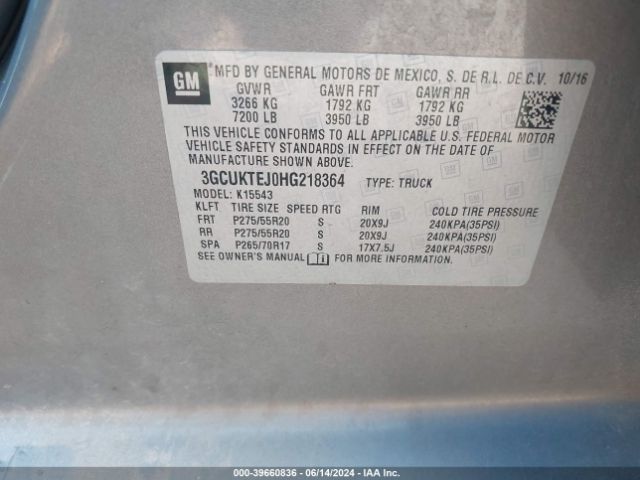 GM
MFD BY GENERAL MOTORS DE MEXICO, S. DE R.L. DE C.V. 10/16
GVWR GAWR FRT GAWR RR
3266 KG 1792 KG 1792 KG
7200 LB 3950 LB 3950 LB
THIS VEHICLE CONFORMS TO ALL APPLICABLE U.S. FEDERAL MOTOR
VEHICLE SAFETY STANDARDS IN EFFECT ON THE DATE OF
MANUFACTURE SHOWN ABOVE.
3GCUKTEJ0HG218364 TYPE: TRUCK
MODEL: K15543
KLFT TIRE SIZE SPEED RTG RIM COLD TIRE PRESSURE
FRT P275/55R20 S 20X9J 240KPA(35PSI)
RR P275/55R20 S 20X9J 240KPA(35PSI)
SPA P265/70R17 S 17X7.5J 240KPA(35PSI)
SEE OWNER'S MANUAL FOR MORE INFORMATION.
000-39660836 - 06/14/2024 - IAA Inc.